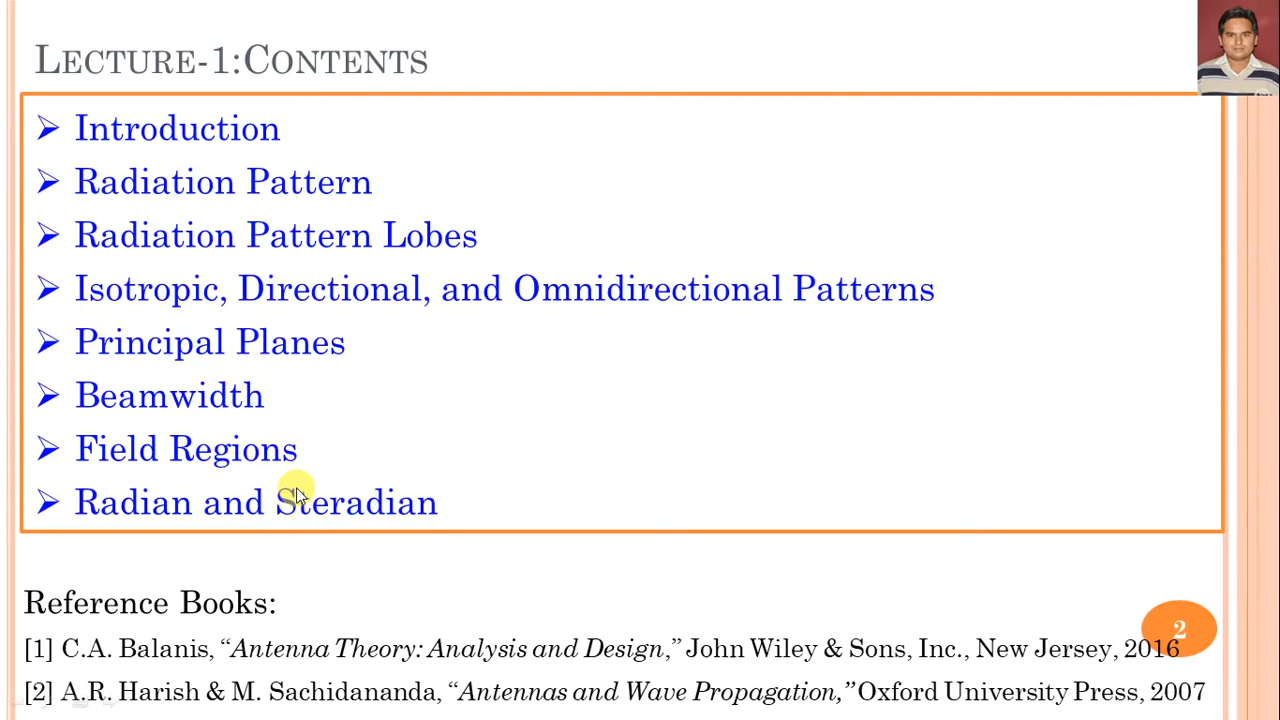 LECTURE-1:CONTENTS
Introduction
Radiation Pattern
Radiation Pattern Lobes
Isotropic, Directional, and Omnidirectional Patterns
Principal Planes
Beamwidth
Field Regions
Radian and Steradian
Reference Books:
2
[1] C.A. Balanis, “Antenna Theory: Analysis and Design,” John Wiley & Sons, Inc., New Jersey, 2016
[2] A.R. Harish & M. Sachidananda, “Antennas and Wave Propagation,” Oxford University Press, 2007